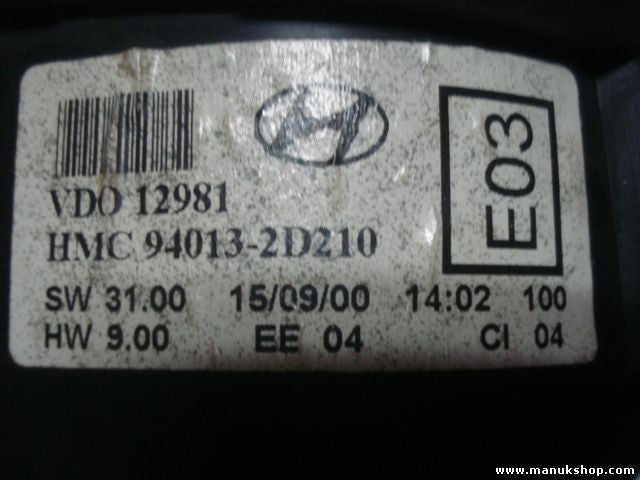 VDO 12981
HMC 94013-2D210
E03
SW 31.00 15/09/00 14:02 100
HW 9.00 EE 04 CI 04
www.manukshop.com